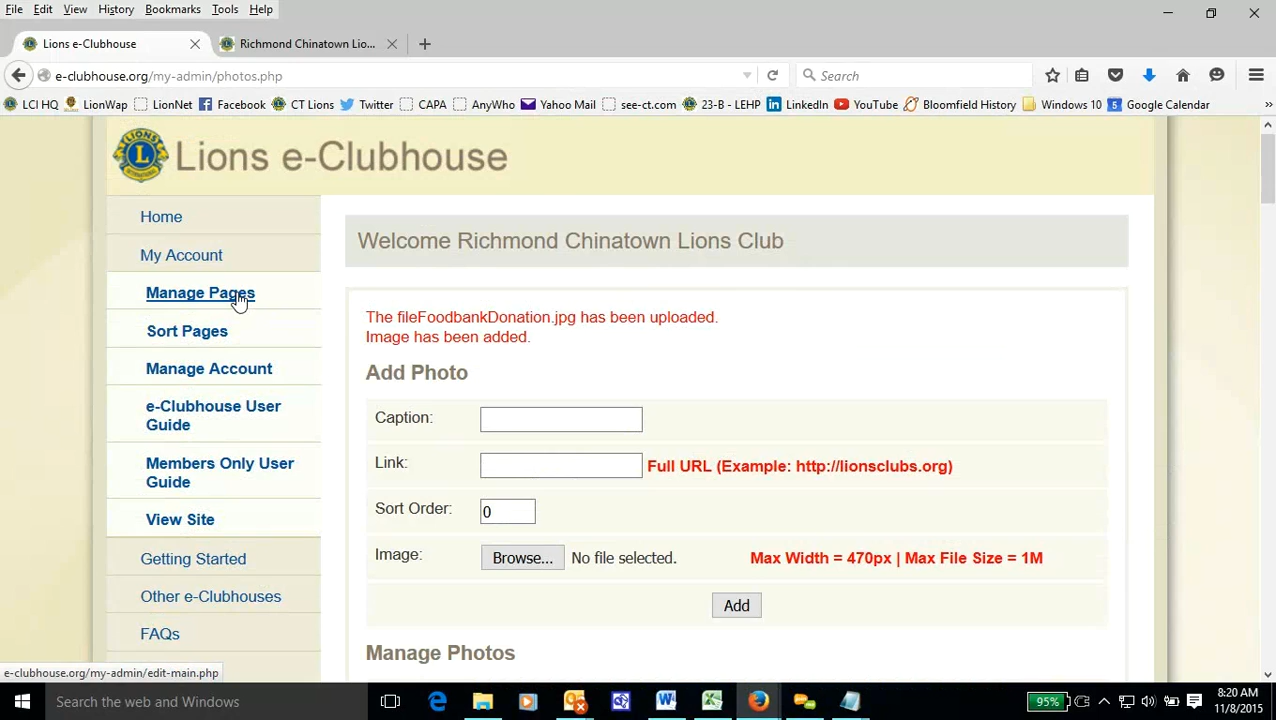 File Edit View History Bookmarks Tools Help
Lions e-Clubhouse
Richmond Chinatown Lio...
e-clubhouse.org/my-admin/photos.php
Search
LCI HQ LionWap LionNet Facebook CT Lions Twitter CAPA AnyWho Yahoo Mail see-ct.com 23-B - LEHP LinkedIn YouTube Bloomfield History Windows 10 Google Calendar
Lions e-Clubhouse
Home
My Account
Manage Pages
Sort Pages
Manage Account
e-Clubhouse User
Guide
Members Only User
Guide
View Site
Getting Started
Other e-Clubhouses
FAQs
Welcome Richmond Chinatown Lions Club
The fileFoodbankDonation.jpg has been uploaded.
Image has been added.
Add Photo
Caption:
Link: Full URL (Example: http://lionsclubs.org)
Sort Order: 0
Image: Browse... No file selected. Max Width = 470px | Max File Size = 1M
Add
Manage Photos
e-clubhouse.org/my-admin/edit-main.php
Search the web and Windows
95%
8:20 AM
11/8/2015